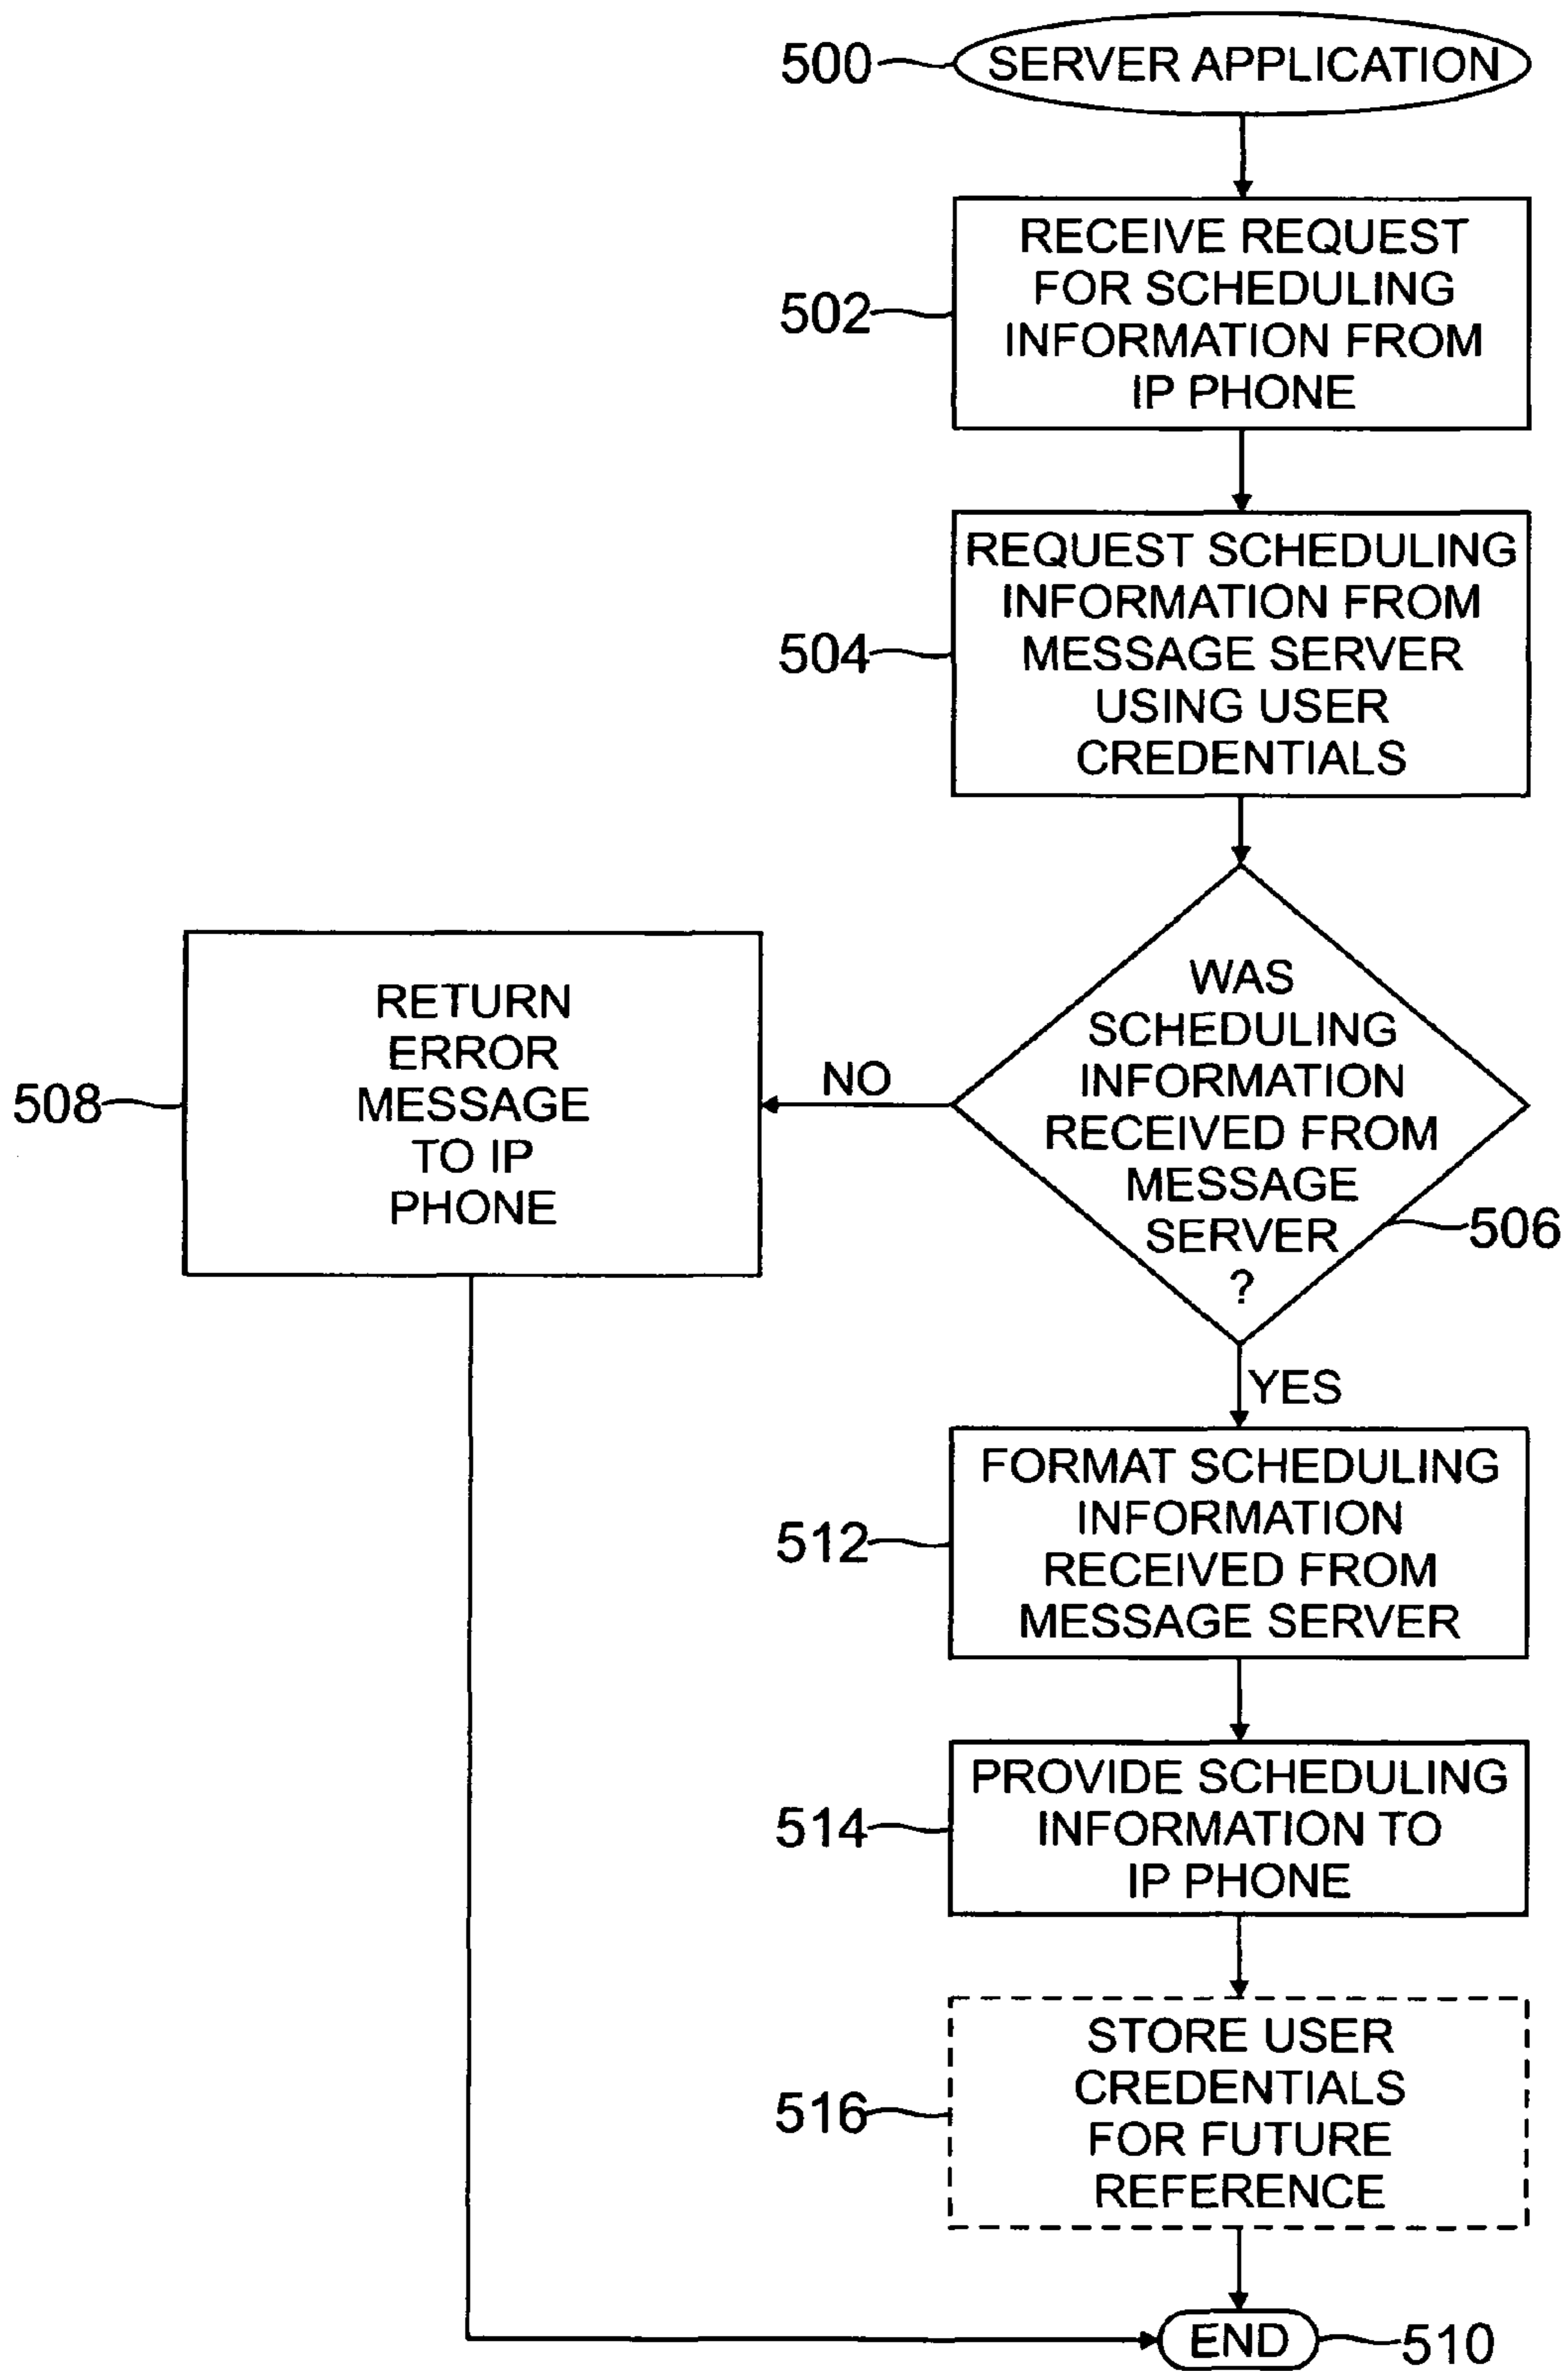 500
SERVER APPLICATION
502
RECEIVE REQUEST
FOR SCHEDULING
INFORMATION FROM
IP PHONE
504
REQUEST SCHEDULING
INFORMATION FROM
MESSAGE SERVER
USING USER
CREDENTIALS
WAS
SCHEDULING
INFORMATION
RECEIVED FROM
MESSAGE
SERVER
?
506
NO
508
RETURN
ERROR
MESSAGE
TO IP
PHONE
YES
512
FORMAT SCHEDULING
INFORMATION
RECEIVED FROM
MESSAGE SERVER
514
PROVIDE SCHEDULING
INFORMATION TO
IP PHONE
516
STORE USER
CREDENTIALS
FOR FUTURE
REFERENCE
END
510